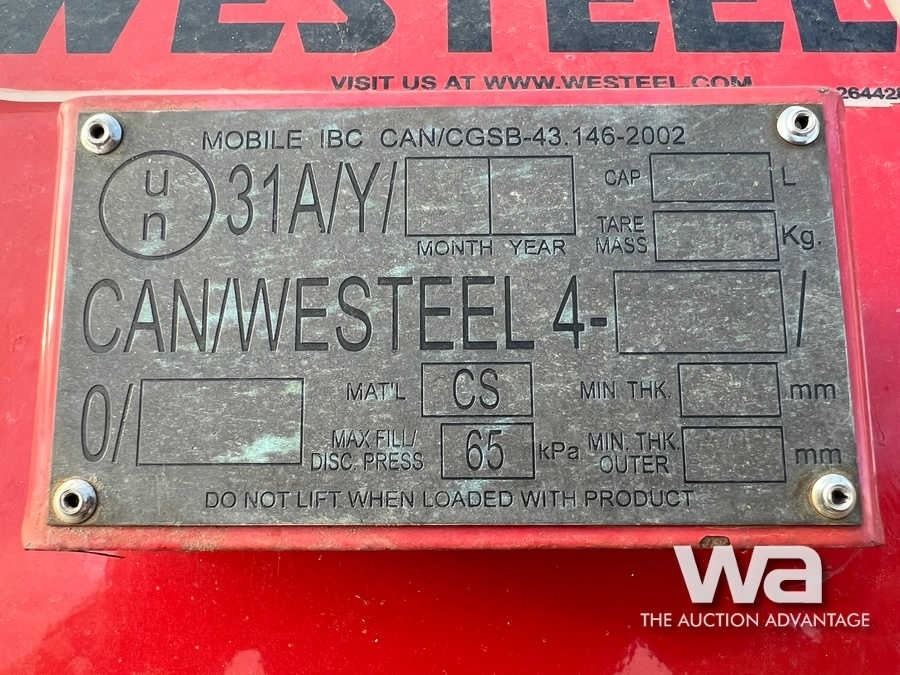 WESTEEL
VISIT US AT WWW.WESTEEL.COM
264428
MOBILE IBC CAN/CGSB-43.146-2002
un 31A/Y/
MONTH YEAR
CAP L
TARE MASS Kg.
CAN/WESTEEL 4- /
0/
MAT'L CS
MIN. THK. mm
MAX FILL/ DISC. PRESS 65 kPa
MIN. THK. OUTER mm
DO NOT LIFT WHEN LOADED WITH PRODUCT
wa
THE AUCTION ADVANTAGE